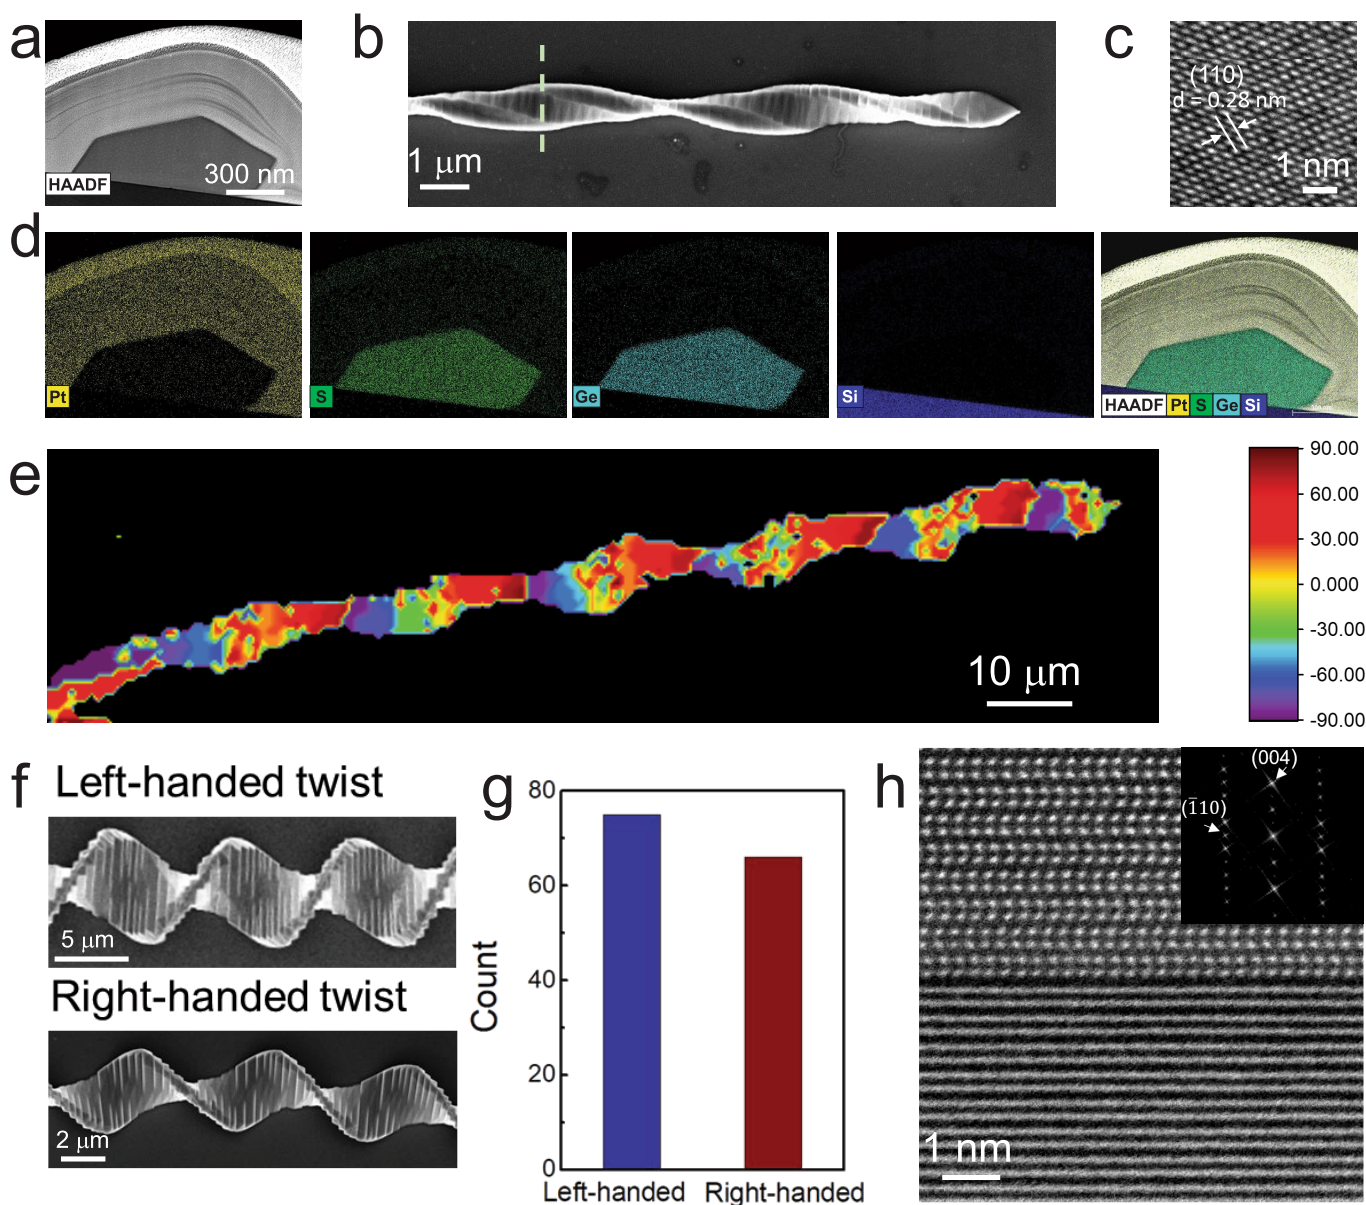 a
HAADF
300 nm
b
1 μm
c
(110)
d = 0.28 nm
1 nm
d
Pt
S
Ge
Si
HAADF Pt S Ge Si
e
10 μm
90.00
60.00
30.00
0.000
-30.00
-60.00
-90.00
f
Left-handed twist
5 μm
Right-handed twist
2 μm
g
80
60
40
20
0
Count
Left-handed Right-handed
h
(004)
(1̄10)
1 nm